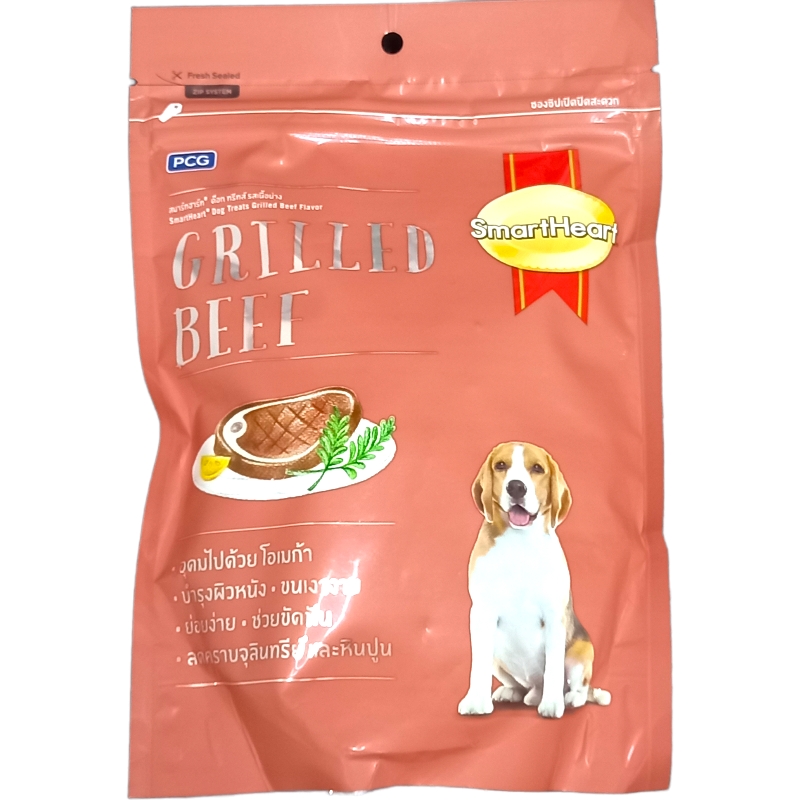 Fresh Sealed
ZIP SYSTEM
ซองซิปเปิดปิดสะดวก
PCG
SmartHeart
สมาร์ทฮาร์ท® ด็อก ทรีทส์ รสเนื้อย่าง
SmartHeart® Dog Treats Grilled Beef Flavor
GRILLED
BEEF
• อุดมไปด้วย โอเมก้า
• บำรุงผิวหนัง • ขนเงางาม
• ย่อยง่าย • ช่วยขัดฟัน
• ลดคราบจุลินทรีย์และหินปูน